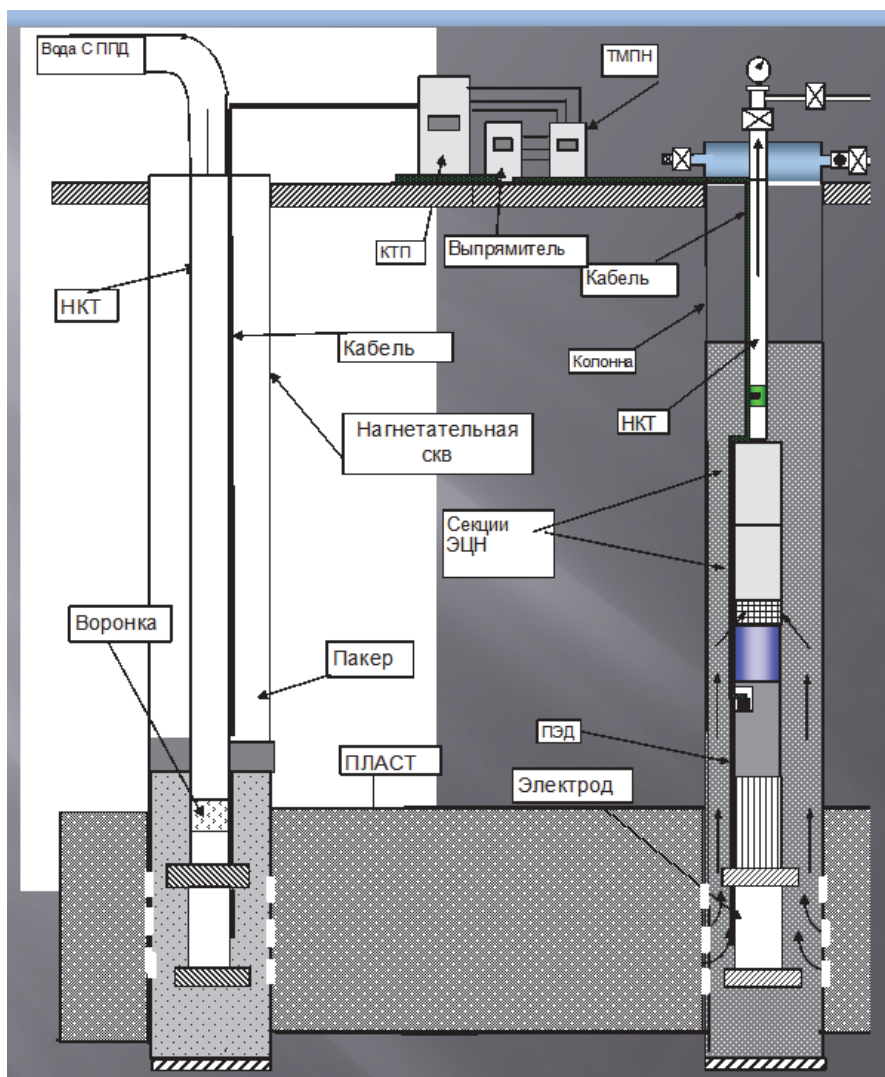 Вода С ППД
ТМПН
КТП
Выпрямитель
Кабель
НКТ
Кабель
Колонна
НКТ
Нагнетательная
скв
Секции
ЭЦН
Воронка
Пакер
ПЭД
ПЛАСТ
Электрод